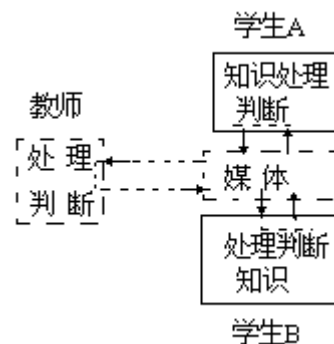 学生A
知识处理
判断
教师
处 理
判 断
媒 体
处理判断
知识
学生B